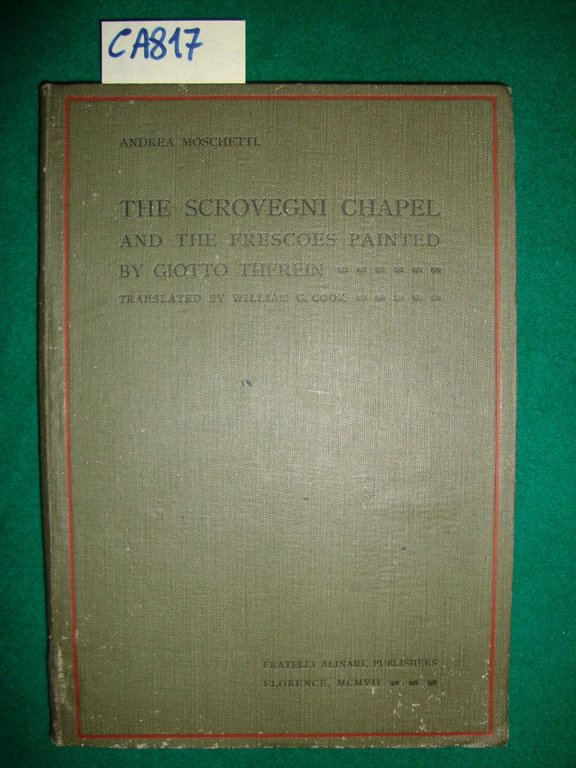 CA817
ANDREA MOSCHETTI.
THE SCROVEGNI CHAPEL
AND THE FRESCOES PAINTED
BY GIOTTO THEREIN
TRANSLATED BY WILLIAM G. COOK
FRATELLI ALINARI, PUBLISHERS
FLORENCE, MCMVII